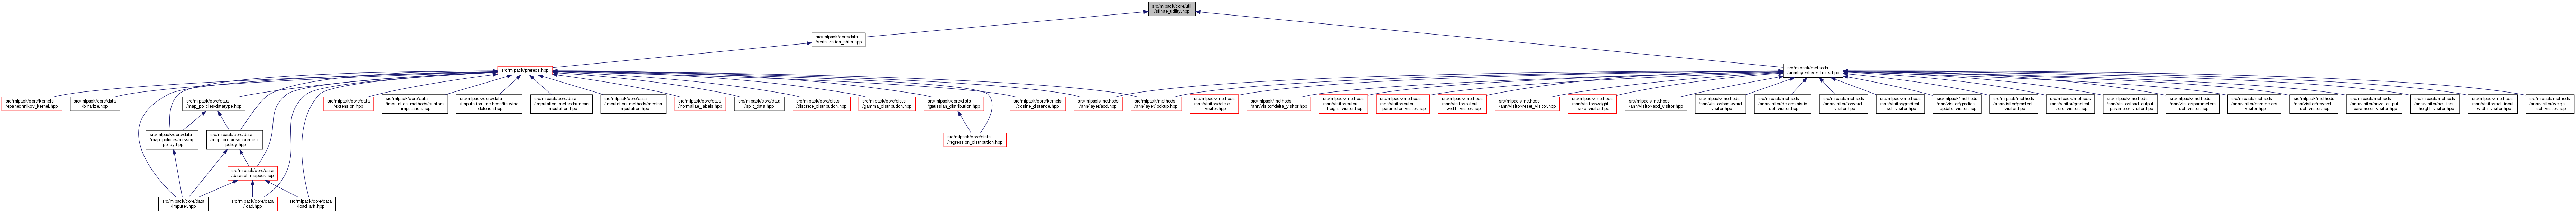 src/mlpack/core/util
/sfinae_utility.hpp
src/mlpack/core/data
/serialization_shim.hpp
src/mlpack/prereqs.hpp
src/mlpack/methods
/ann/layer/layer_traits.hpp
src/mlpack/core/kernels
/epanechnikov_kernel.hpp
src/mlpack/core/data
/binarize.hpp
src/mlpack/core/data
/map_policies/datatype.hpp
src/mlpack/core/data
/extension.hpp
src/mlpack/core/data
/imputation_methods/custom
_imputation.hpp
src/mlpack/core/data
/imputation_methods/listwise
_deletion.hpp
src/mlpack/core/data
/imputation_methods/mean
_imputation.hpp
src/mlpack/core/data
/imputation_methods/median
_imputation.hpp
src/mlpack/core/data
/normalize_labels.hpp
src/mlpack/core/data
/split_data.hpp
src/mlpack/core/dists
/discrete_distribution.hpp
src/mlpack/core/dists
/gamma_distribution.hpp
src/mlpack/core/dists
/gaussian_distribution.hpp
src/mlpack/core/kernels
/cosine_distance.hpp
src/mlpack/methods
/ann/layer/add.hpp
src/mlpack/methods
/ann/layer/lookup.hpp
src/mlpack/methods
/ann/visitor/delete
_visitor.hpp
src/mlpack/methods
/ann/visitor/delta_visitor.hpp
src/mlpack/methods
/ann/visitor/output
_height_visitor.hpp
src/mlpack/methods
/ann/visitor/output
_parameter_visitor.hpp
src/mlpack/methods
/ann/visitor/output
_width_visitor.hpp
src/mlpack/methods
/ann/visitor/reset_visitor.hpp
src/mlpack/methods
/ann/visitor/weight
_size_visitor.hpp
src/mlpack/methods
/ann/visitor/add_visitor.hpp
src/mlpack/methods
/ann/visitor/backward
_visitor.hpp
src/mlpack/methods
/ann/visitor/deterministic
_set_visitor.hpp
src/mlpack/methods
/ann/visitor/forward
_visitor.hpp
src/mlpack/methods
/ann/visitor/gradient
_set_visitor.hpp
src/mlpack/methods
/ann/visitor/gradient
_update_visitor.hpp
src/mlpack/methods
/ann/visitor/gradient
_visitor.hpp
src/mlpack/methods
/ann/visitor/gradient
_zero_visitor.hpp
src/mlpack/methods
/ann/visitor/load_output
_parameter_visitor.hpp
src/mlpack/methods
/ann/visitor/parameters
_set_visitor.hpp
src/mlpack/methods
/ann/visitor/parameters
_visitor.hpp
src/mlpack/methods
/ann/visitor/reward
_set_visitor.hpp
src/mlpack/methods
/ann/visitor/save_output
_parameter_visitor.hpp
src/mlpack/methods
/ann/visitor/set_input
_height_visitor.hpp
src/mlpack/methods
/ann/visitor/set_input
_width_visitor.hpp
src/mlpack/methods
/ann/visitor/weight
_set_visitor.hpp
src/mlpack/core/data
/map_policies/missing
_policy.hpp
src/mlpack/core/data
/map_policies/increment
_policy.hpp
src/mlpack/core/dists
/regression_distribution.hpp
src/mlpack/core/data
/dataset_mapper.hpp
src/mlpack/core/data
/imputer.hpp
src/mlpack/core/data
/load.hpp
src/mlpack/core/data
/load_arff.hpp